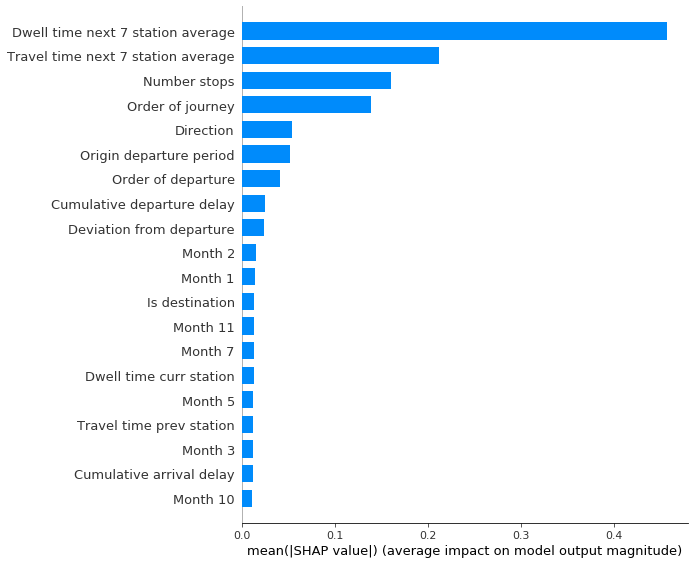 Dwell time next 7 station average
Travel time next 7 station average
Number stops
Order of journey
Direction
Origin departure period
Order of departure
Cumulative departure delay
Deviation from departure
Month 2
Month 1
Is destination
Month 11
Month 7
Dwell time curr station
Month 5
Travel time prev station
Month 3
Cumulative arrival delay
Month 10
0.0 0.1 0.2 0.3 0.4
mean(|SHAP value|) (average impact on model output magnitude)